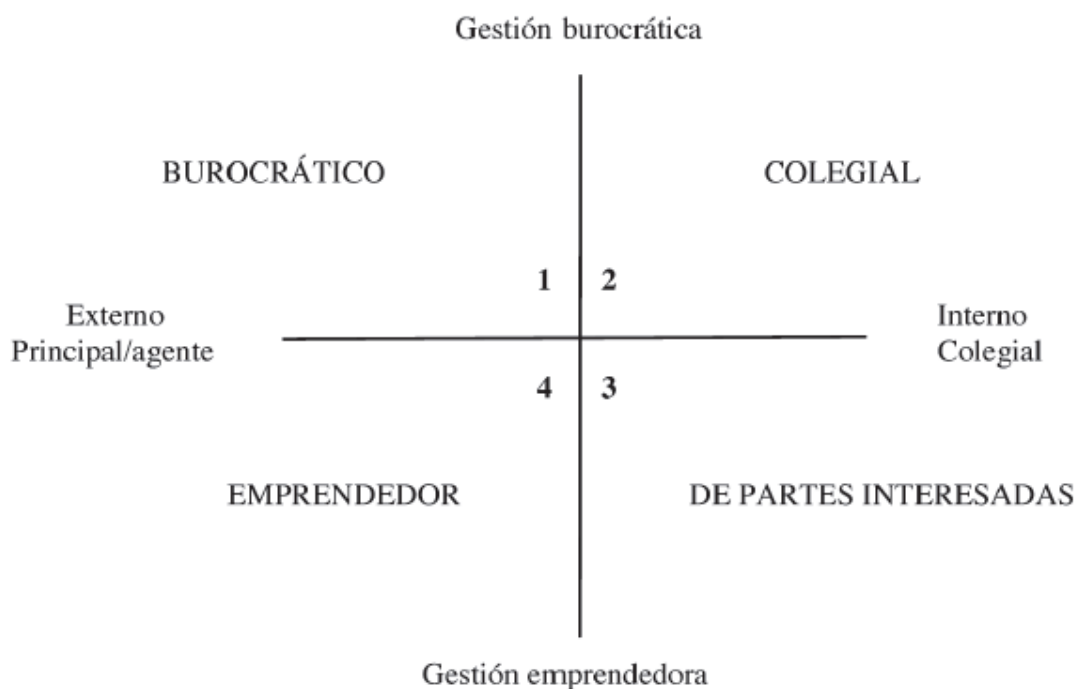 Gestión burocrática
BUROCRÁTICO
COLEGIAL
1
2
Externo
Principal/agente
Interno
Colegial
4
3
EMPRENDEDOR
DE PARTES INTERESADAS
Gestión emprendedora